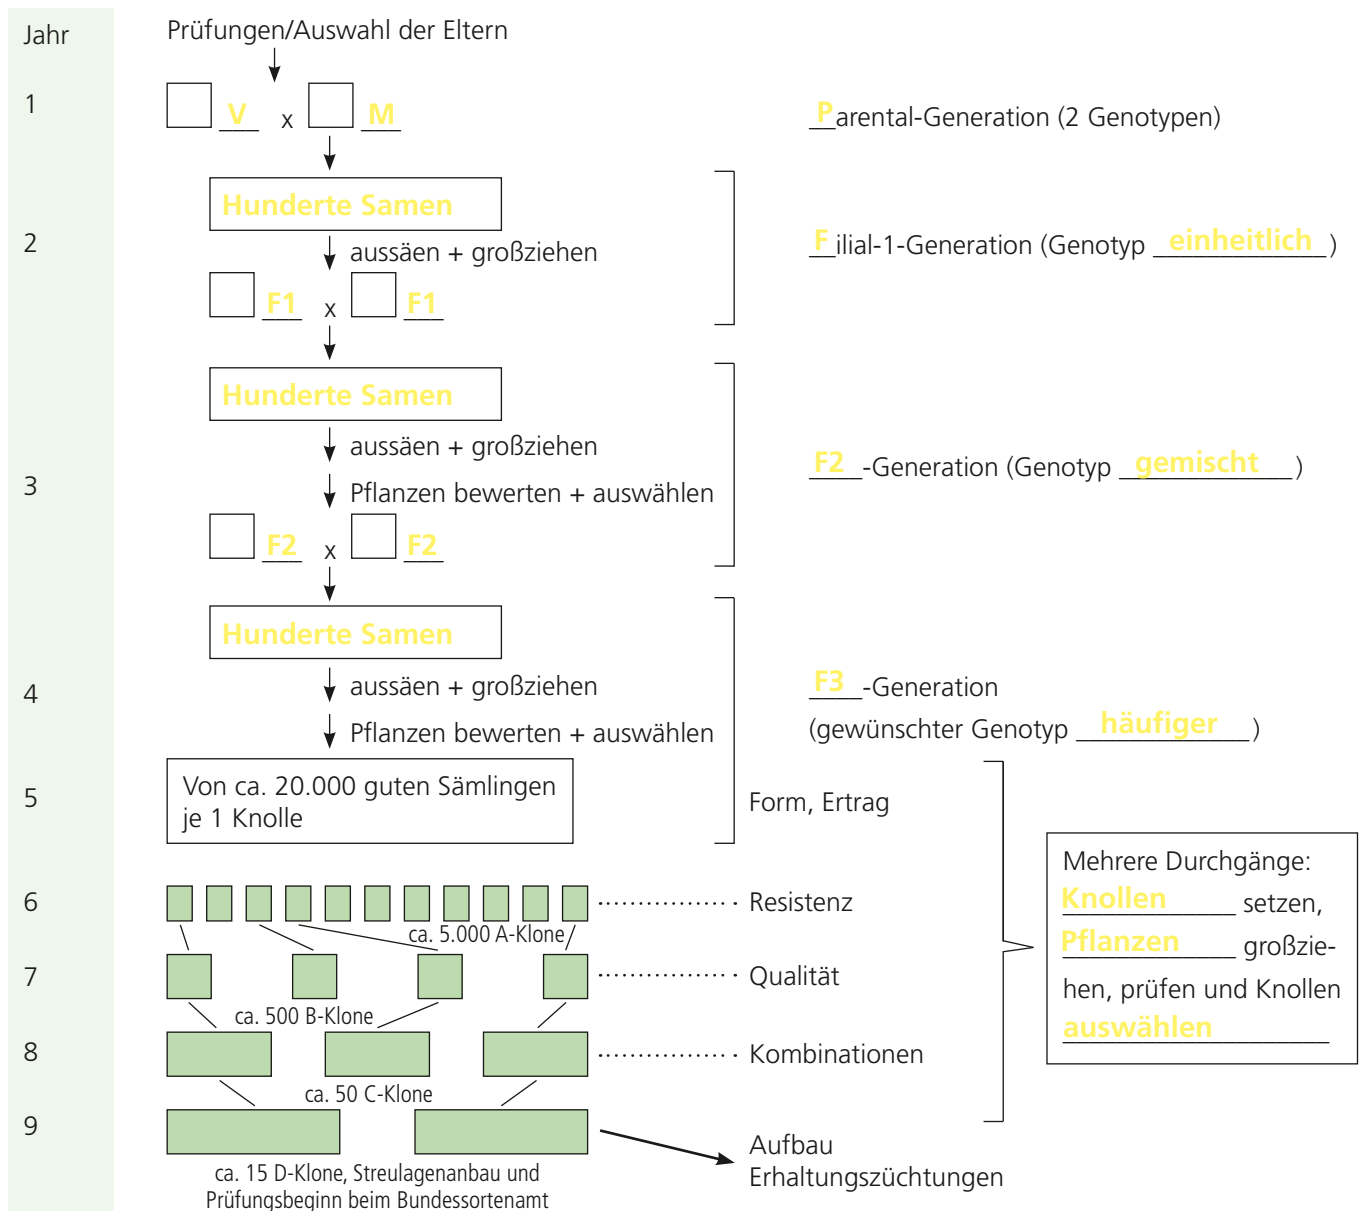 Jahr
Prüfungen/Auswahl der Eltern
1
V x M
Parental-Generation (2 Genotypen)
Hunderte Samen
2
aussäen + großziehen
Filial-1-Generation (Genotyp einheitlich)
F1 x F1
Hunderte Samen
aussäen + großziehen
3
Pflanzen bewerten + auswählen
F2-Generation (Genotyp gemischt)
F2 x F2
Hunderte Samen
4
aussäen + großziehen
Pflanzen bewerten + auswählen
F3-Generation
(gewünschter Genotyp häufiger)
5
Von ca. 20.000 guten Sämlingen
je 1 Knolle
Form, Ertrag
6
ca. 5.000 A-Klone
Resistenz
7
ca. 500 B-Klone
Qualität
8
ca. 50 C-Klone
Kombinationen
9
ca. 15 D-Klone, Streulagenanbau und
Prüfungsbeginn beim Bundessortenamt
Aufbau
Erhaltungszüchtungen
Mehrere Durchgänge:
Knollen setzen,
Pflanzen großzie-
hen, prüfen und Knollen
auswählen